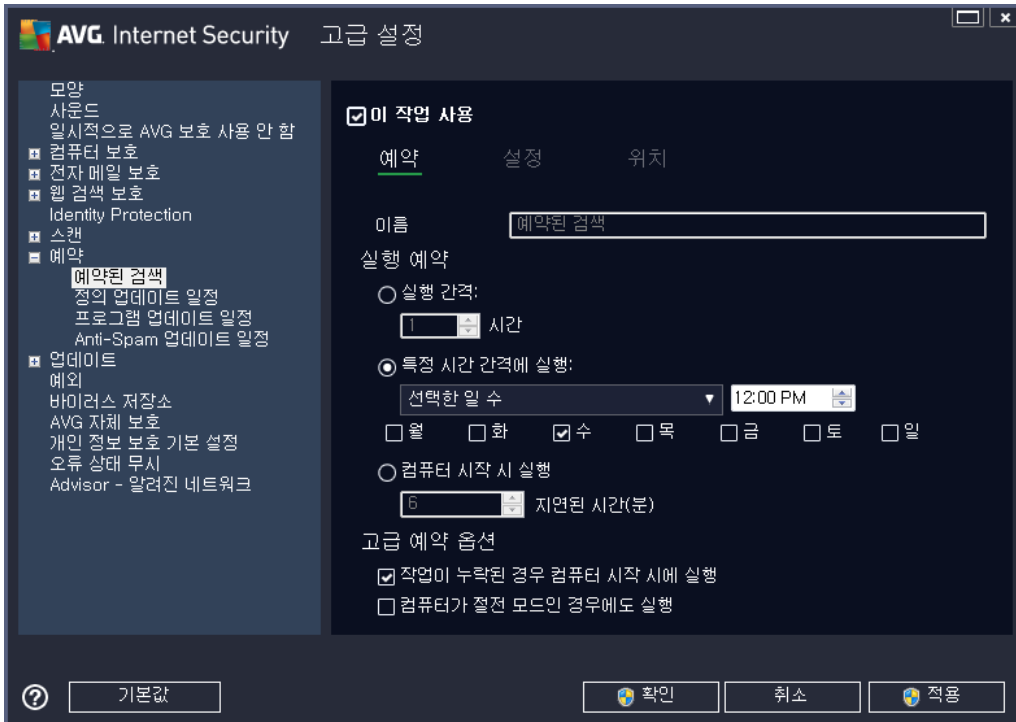 AVG. Internet Security 고급 설정
모양
사운드
일시적으로 AVG 보호 사용 안 함
컴퓨터 보호
전자 메일 보호
웹 검색 보호
Identity Protection
스캔
예약
예약된 검색
정의 업데이트 일정
프로그램 업데이트 일정
Anti-Spam 업데이트 일정
업데이트
예외
바이러스 저장소
AVG 자체 보호
개인 정보 보호 기본 설정
오류 상태 무시
Advisor - 알려진 네트워크
이 작업 사용
예약 설정 위치
이름 예약된 검색
실행 예약
실행 간격:
1 시간
특정 시간 간격에 실행:
선택한 일 수 12:00 PM
월 화 수 목 금 토 일
컴퓨터 시작 시 실행
6 지연된 시간(분)
고급 예약 옵션
작업이 누락된 경우 컴퓨터 시작 시에 실행
컴퓨터가 절전 모드인 경우에도 실행
? 기본값 확인 취소 적용